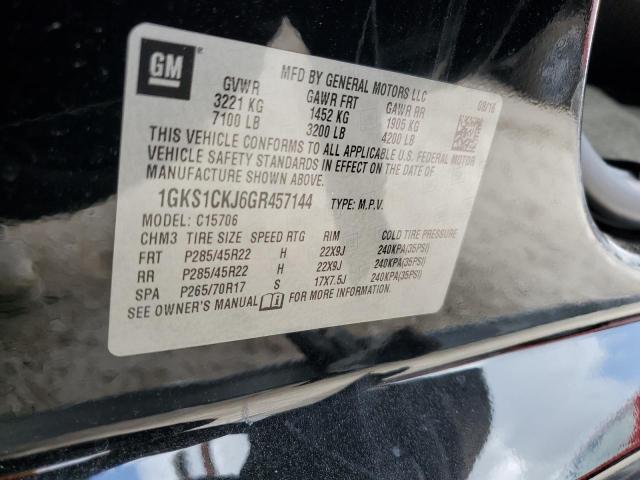 GM
MFD BY GENERAL MOTORS LLC
08/16
GVWR GAWR FRT GAWR RR
3221 KG 1452 KG 1905 KG
7100 LB 3200 LB 4200 LB
THIS VEHICLE CONFORMS TO ALL APPLICABLE U.S. FEDERAL MOTOR
VEHICLE SAFETY STANDARDS IN EFFECT ON THE DATE OF
MANUFACTURE SHOWN ABOVE.
1GKS1CKJ6GR457144 TYPE: M.P.V.
MODEL: C15706
CHM3 TIRE SIZE SPEED RTG RIM COLD TIRE PRESSURE
FRT P285/45R22 H 22X9J 240KPA(35PSI)
RR P285/45R22 H 22X9J 240KPA(35PSI)
SPA P265/70R17 S 17X7.5J 240KPA(35PSI)
SEE OWNER'S MANUAL FOR MORE INFORMATION.